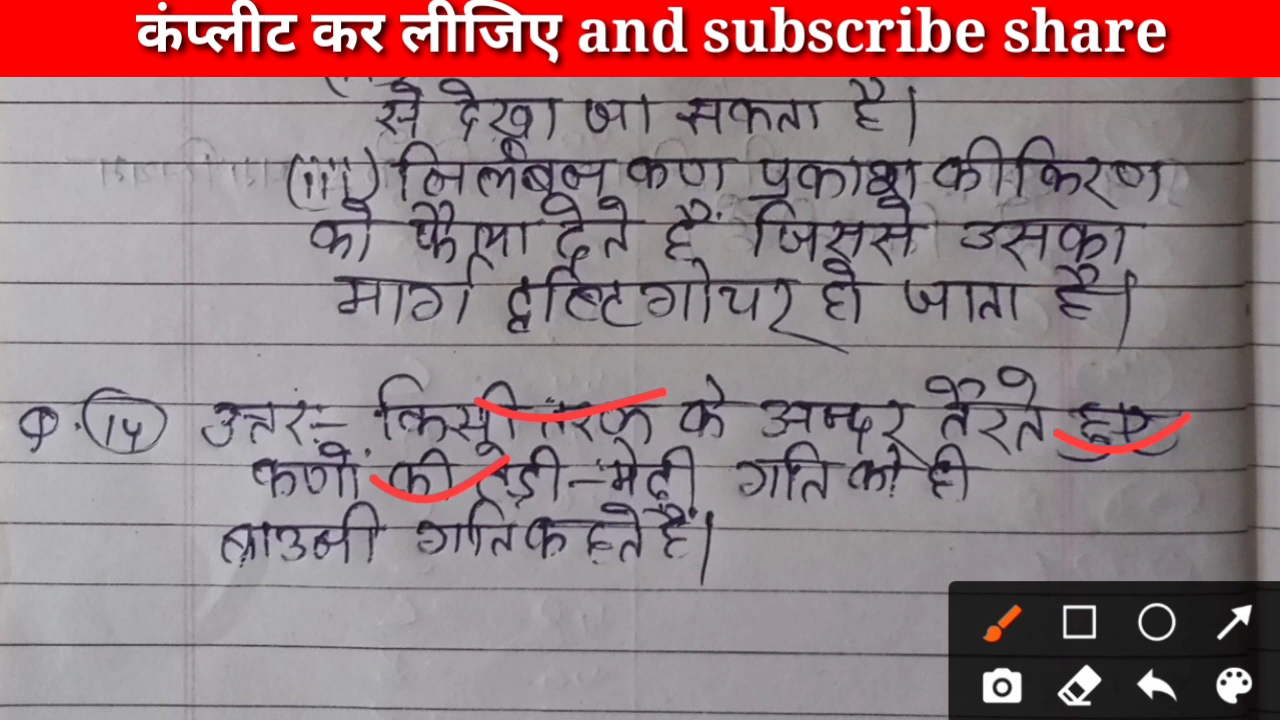 कंप्लीट कर लीजिए and subscribe share
से देखा जा सकता है।
(iii) निलंबन कण प्रकाश की किरण
को फैला देते हैं जिससे उसका
मार्ग दृष्टिगोचर हो जाता है।
Q. 14 उत्तर:- किसी तरल के अन्दर तैरते हुए
कणों की टेड़ी-मेढ़ी गति को ही
ब्राउनी गति कहते हैं।